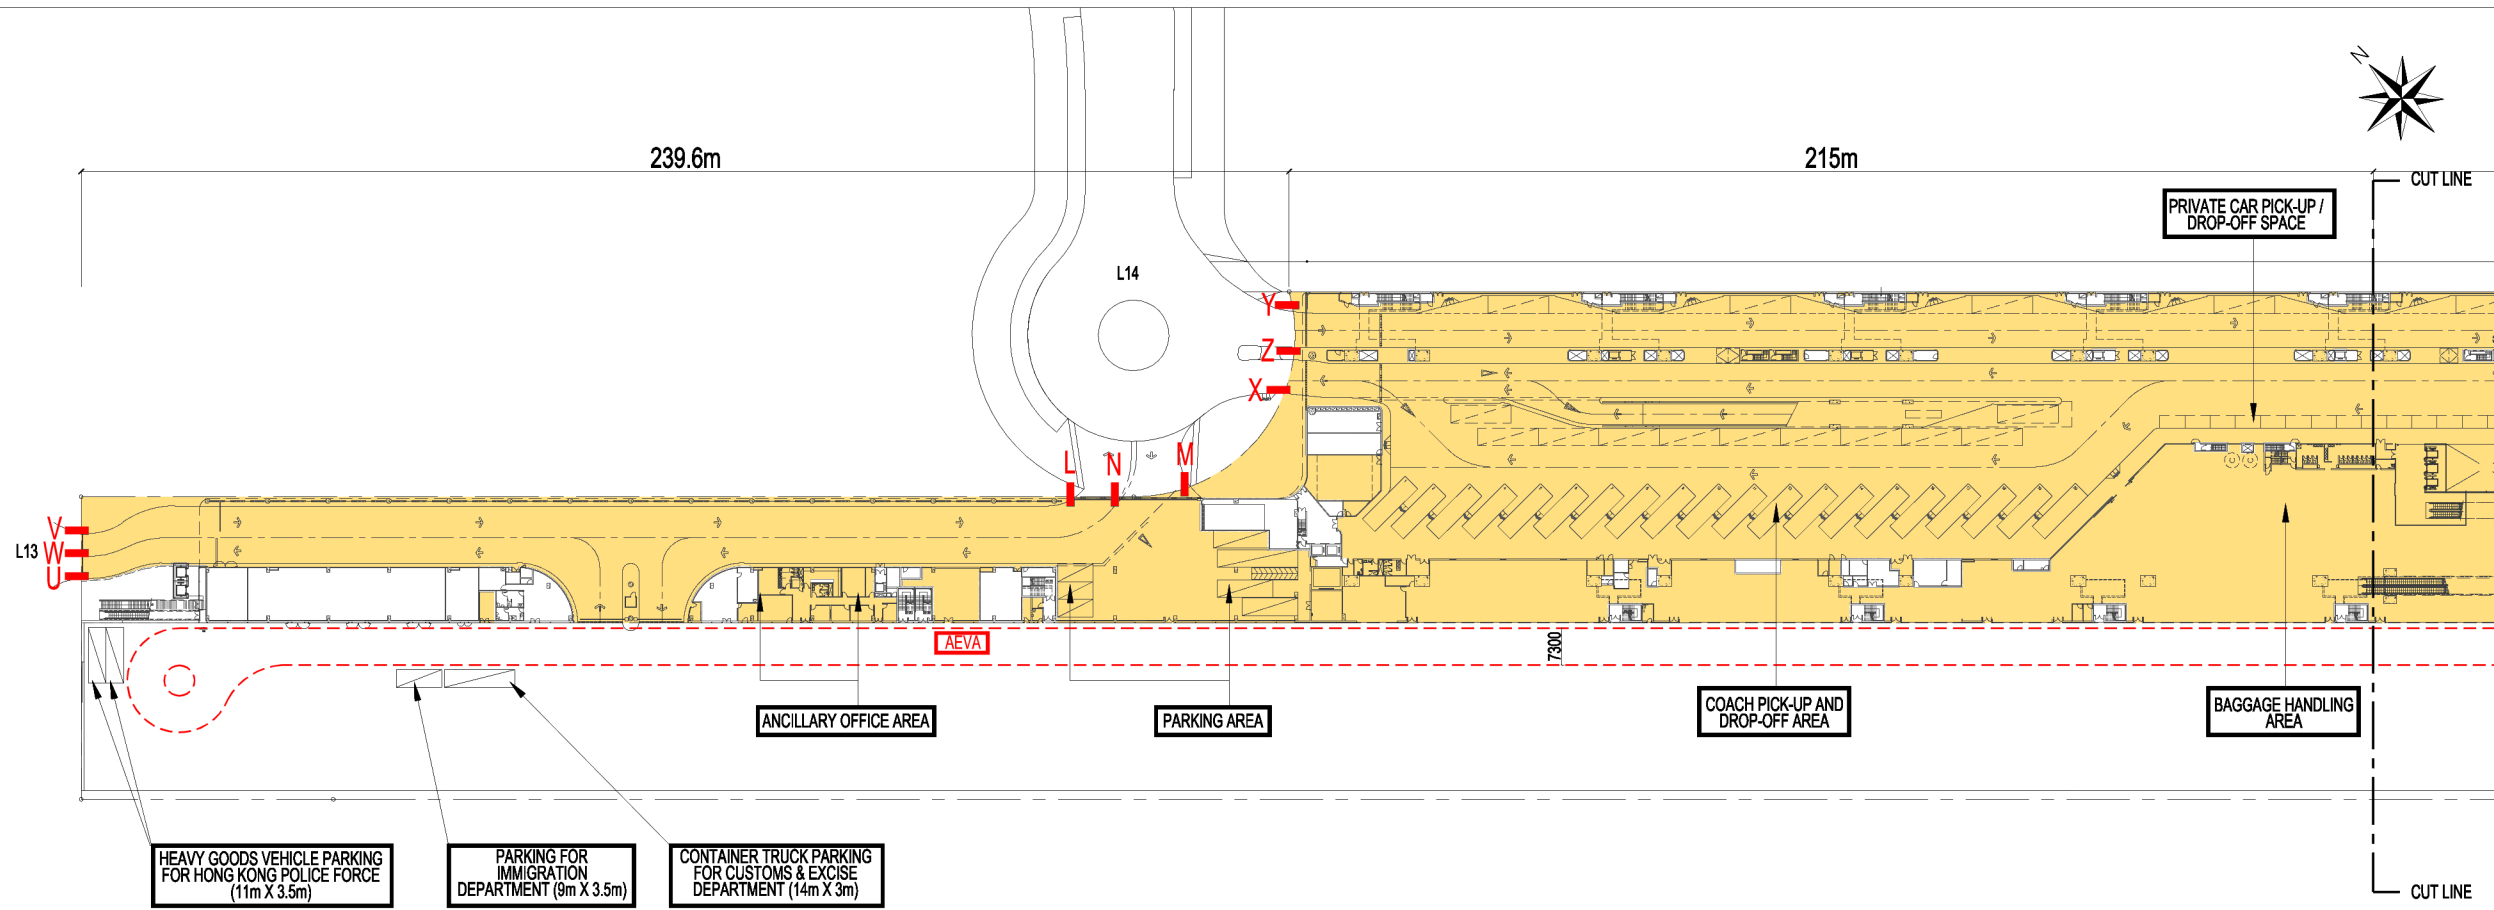 N
239.6m
215m
CUT LINE
PRIVATE CAR PICK-UP /
DROP-OFF SPACE
L14
Y
Z
X
L
N
M
V
W
U
L13
AEVA
7300
ANCILLARY OFFICE AREA
PARKING AREA
COACH PICK-UP AND
DROP-OFF AREA
BAGGAGE HANDLING
AREA
HEAVY GOODS VEHICLE PARKING
FOR HONG KONG POLICE FORCE
(11m X 3.5m)
PARKING FOR
IMMIGRATION
DEPARTMENT (9m X 3.5m)
CONTAINER TRUCK PARKING
FOR CUSTOMS & EXCISE
DEPARTMENT (14m X 3m)
CUT LINE